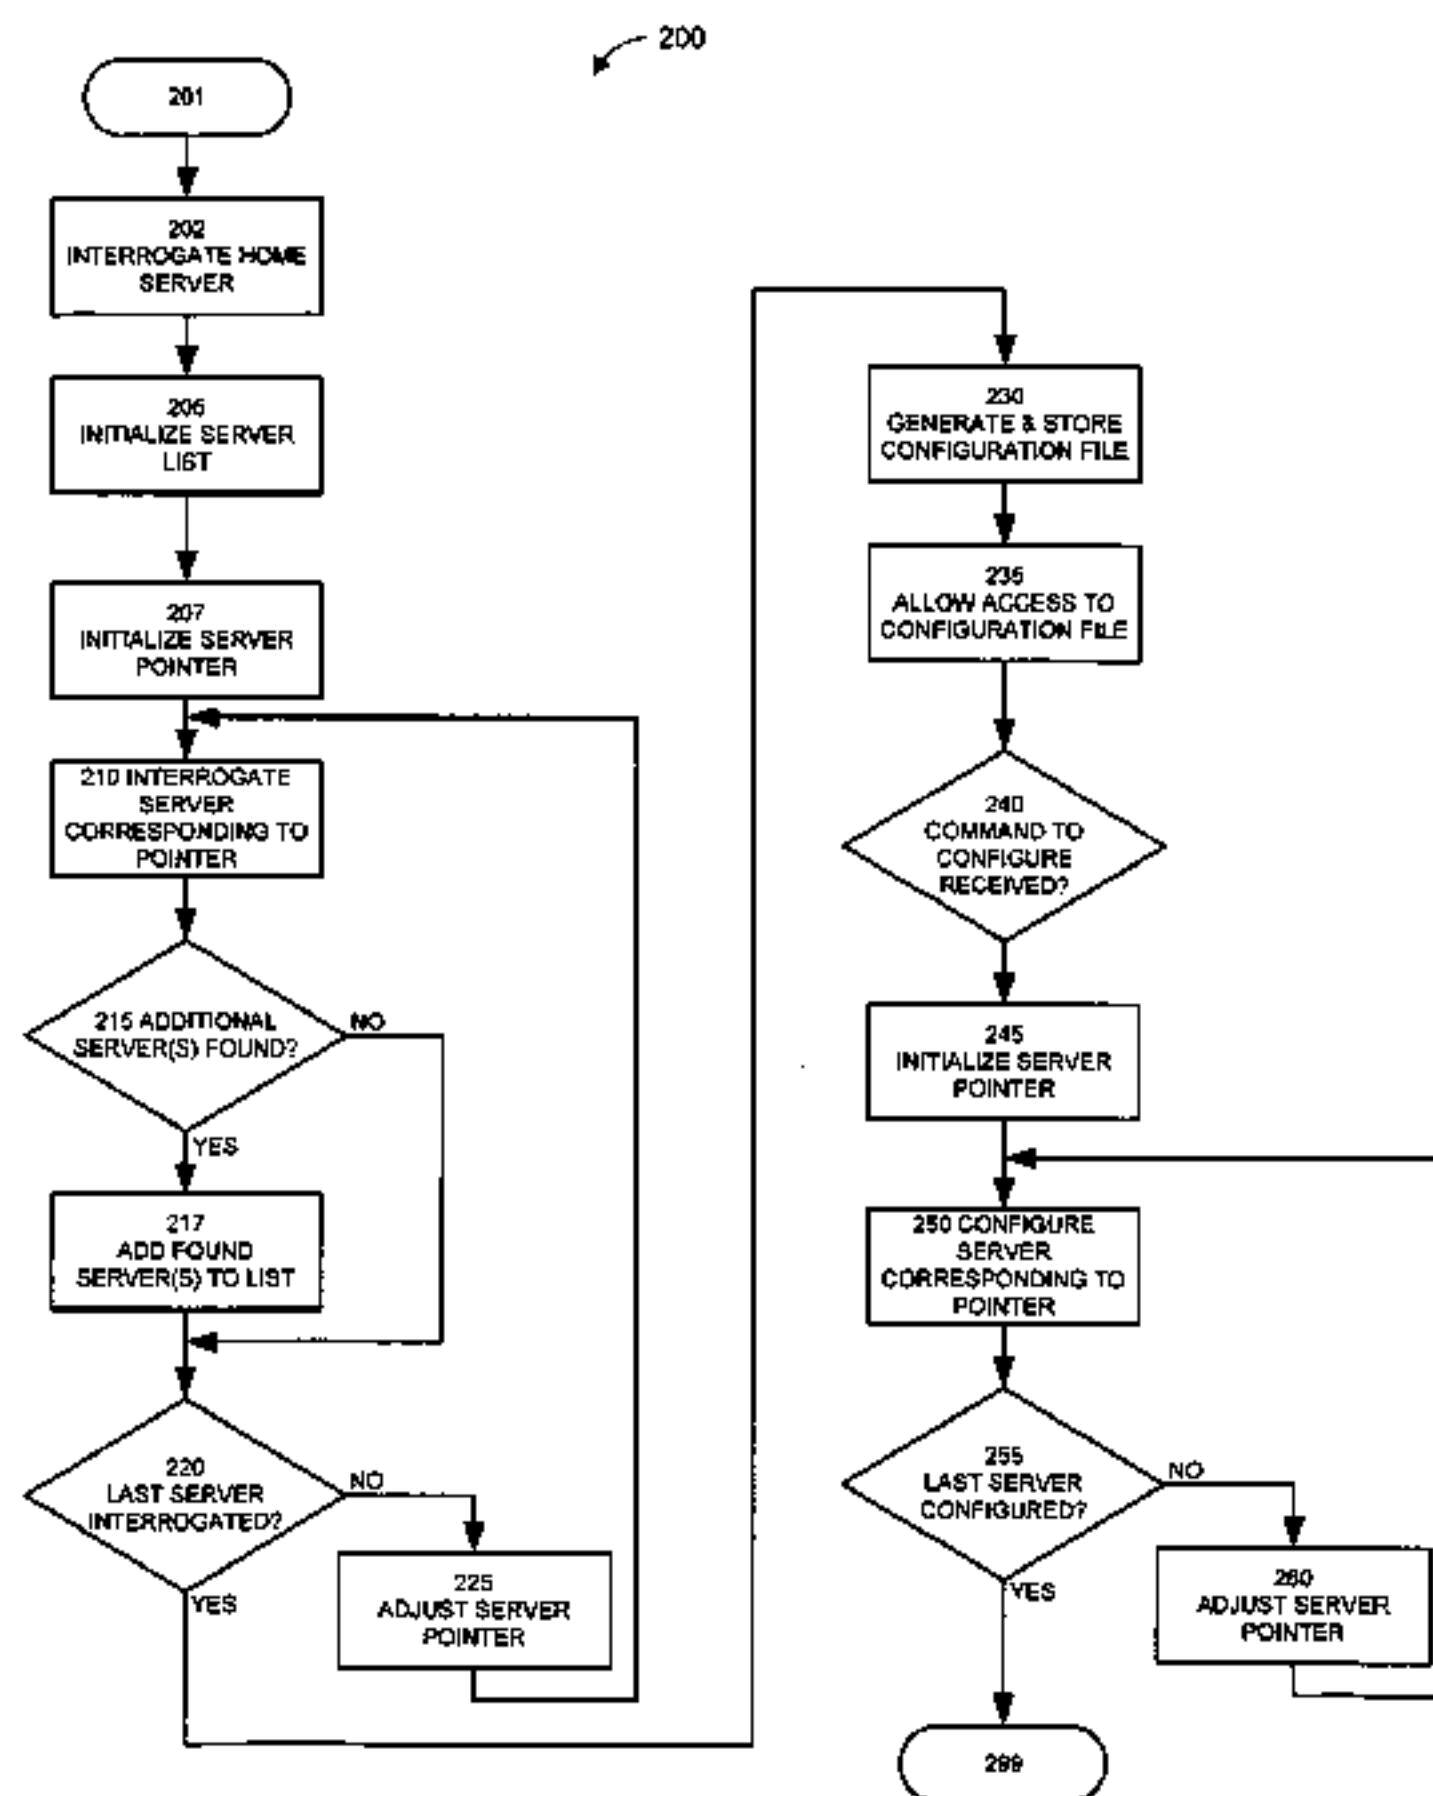 200
201
202
INTERROGATE HOME
SERVER
205
INITIALIZE SERVER
LIST
207
INITIALIZE SERVER
POINTER
210 INTERROGATE
SERVER
CORRESPONDING TO
POINTER
215 ADDITIONAL
SERVER(S) FOUND?
NO
YES
217
ADD FOUND
SERVER(S) TO LIST
220
LAST SERVER
INTERROGATED?
NO
YES
225
ADJUST SERVER
POINTER
230
GENERATE & STORE
CONFIGURATION FILE
235
ALLOW ACCESS TO
CONFIGURATION FILE
240
COMMAND TO
CONFIGURE
RECEIVED?
245
INITIALIZE SERVER
POINTER
250 CONFIGURE
SERVER
CORRESPONDING TO
POINTER
255
LAST SERVER
CONFIGURED?
NO
YES
260
ADJUST SERVER
POINTER
299